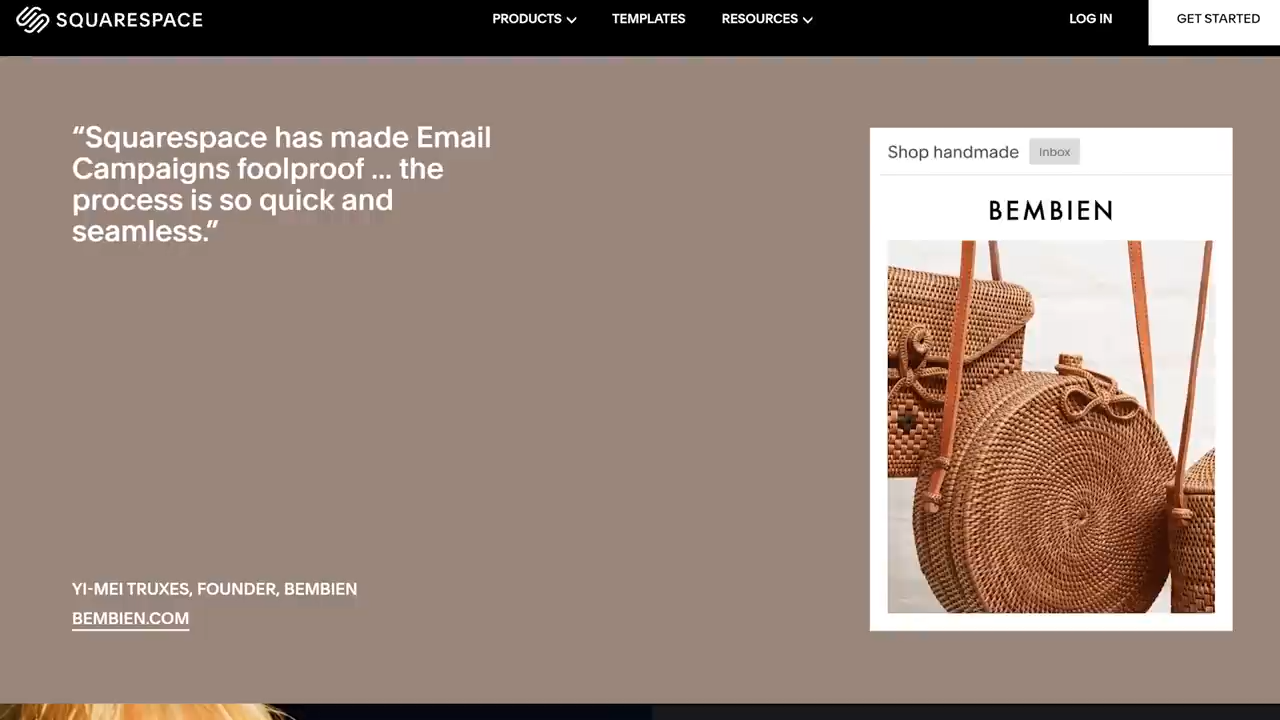 SQUARESPACE
PRODUCTS
TEMPLATES
RESOURCES
LOG IN
GET STARTED
“Squarespace has made Email
Campaigns foolproof ... the
process is so quick and
seamless.”
YI-MEI TRUXES, FOUNDER, BEMBIEN
BEMBIEN.COM
Shop handmade Inbox
BEMBIEN